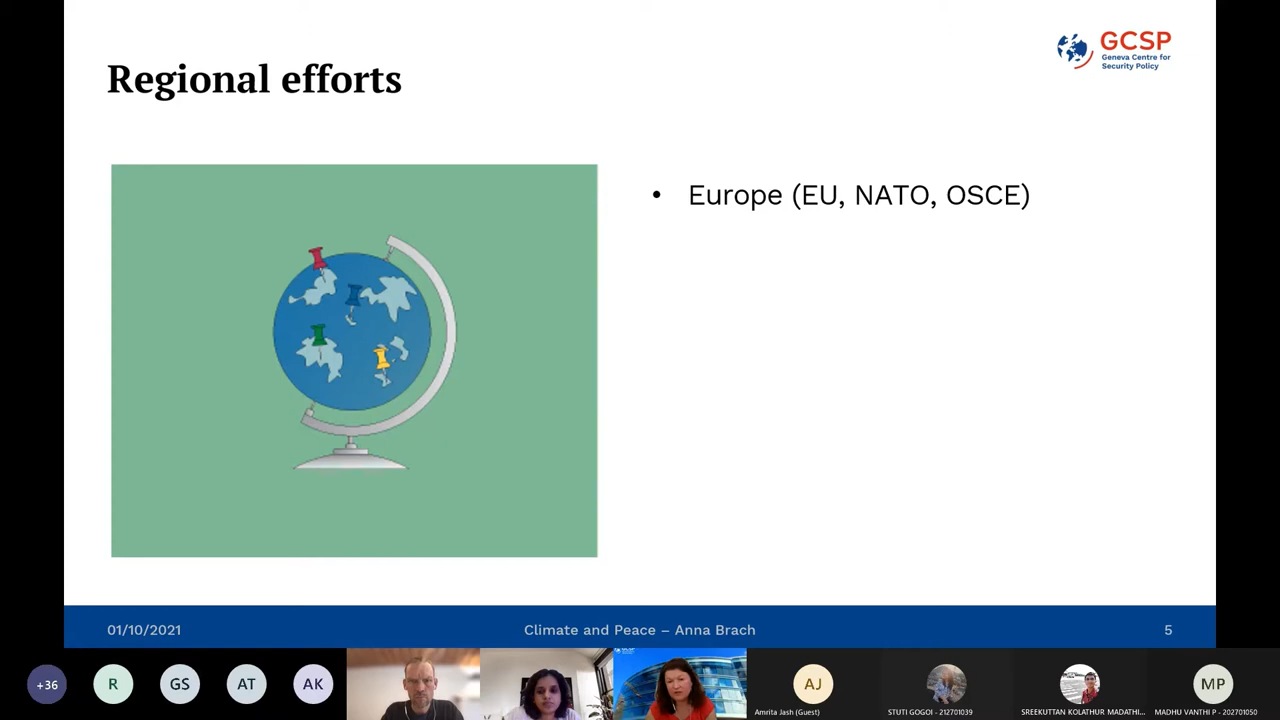 GCSP
Geneva Centre for
Security Policy
Regional efforts
• Europe (EU, NATO, OSCE)
01/10/2021
Climate and Peace – Anna Brach
5
+36
R
GS
AT
AK
AJ
MP
Amrita Jash (Guest)
STUTI GOGOI - 212701039
SREEKUTTAN KOLATHUR MADATHI...
MADHU VANTHI P - 202701050